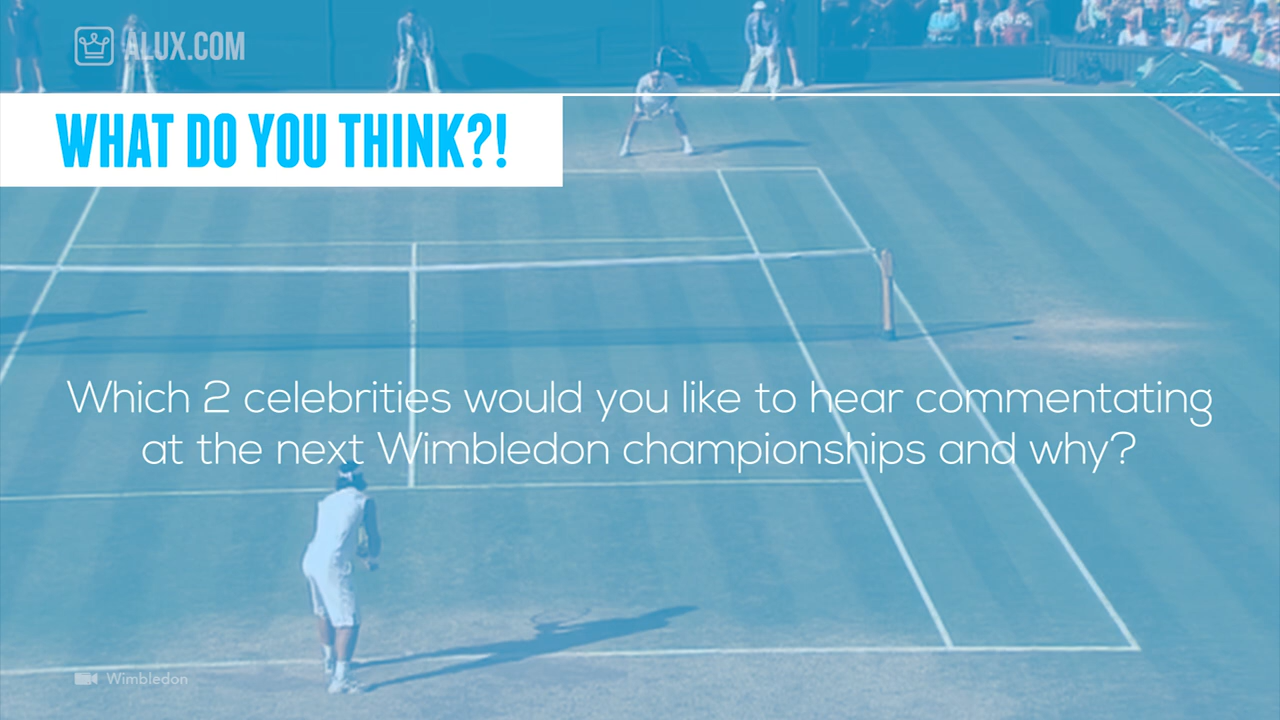 ALUX.COM
WHAT DO YOU THINK?!
Which 2 celebrities would you like to hear commentating
at the next Wimbledon championships and why?
Wimbledon